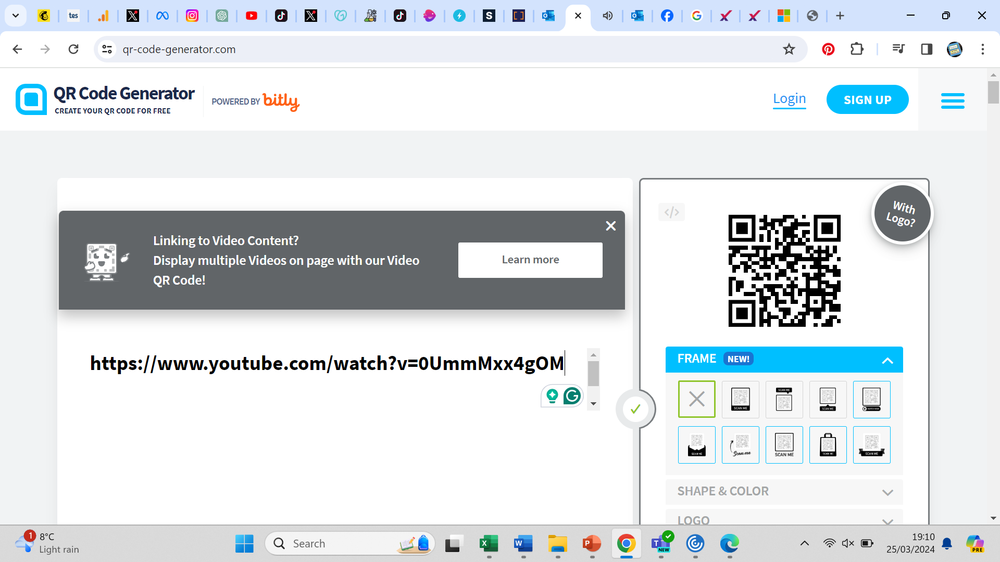 tes
qr-code-generator.com
QR Code Generator
CREATE YOUR QR CODE FOR FREE
POWERED BY bitly
Login
SIGN UP
Linking to Video Content?
Display multiple Videos on page with our Video
QR Code!
Learn more
With
Logo?
https://www.youtube.com/watch?v=0UmmMxx4gOM
FRAME NEW!
SCAN ME
SCAN ME
SCAN ME
WATCH NOW
SCAN ME
Scan me
SCAN ME
SCAN ME
SCAN ME
SHAPE & COLOR
LOGO
1
8°C
Light rain
Search
NEW
19:10
25/03/2024
PRE